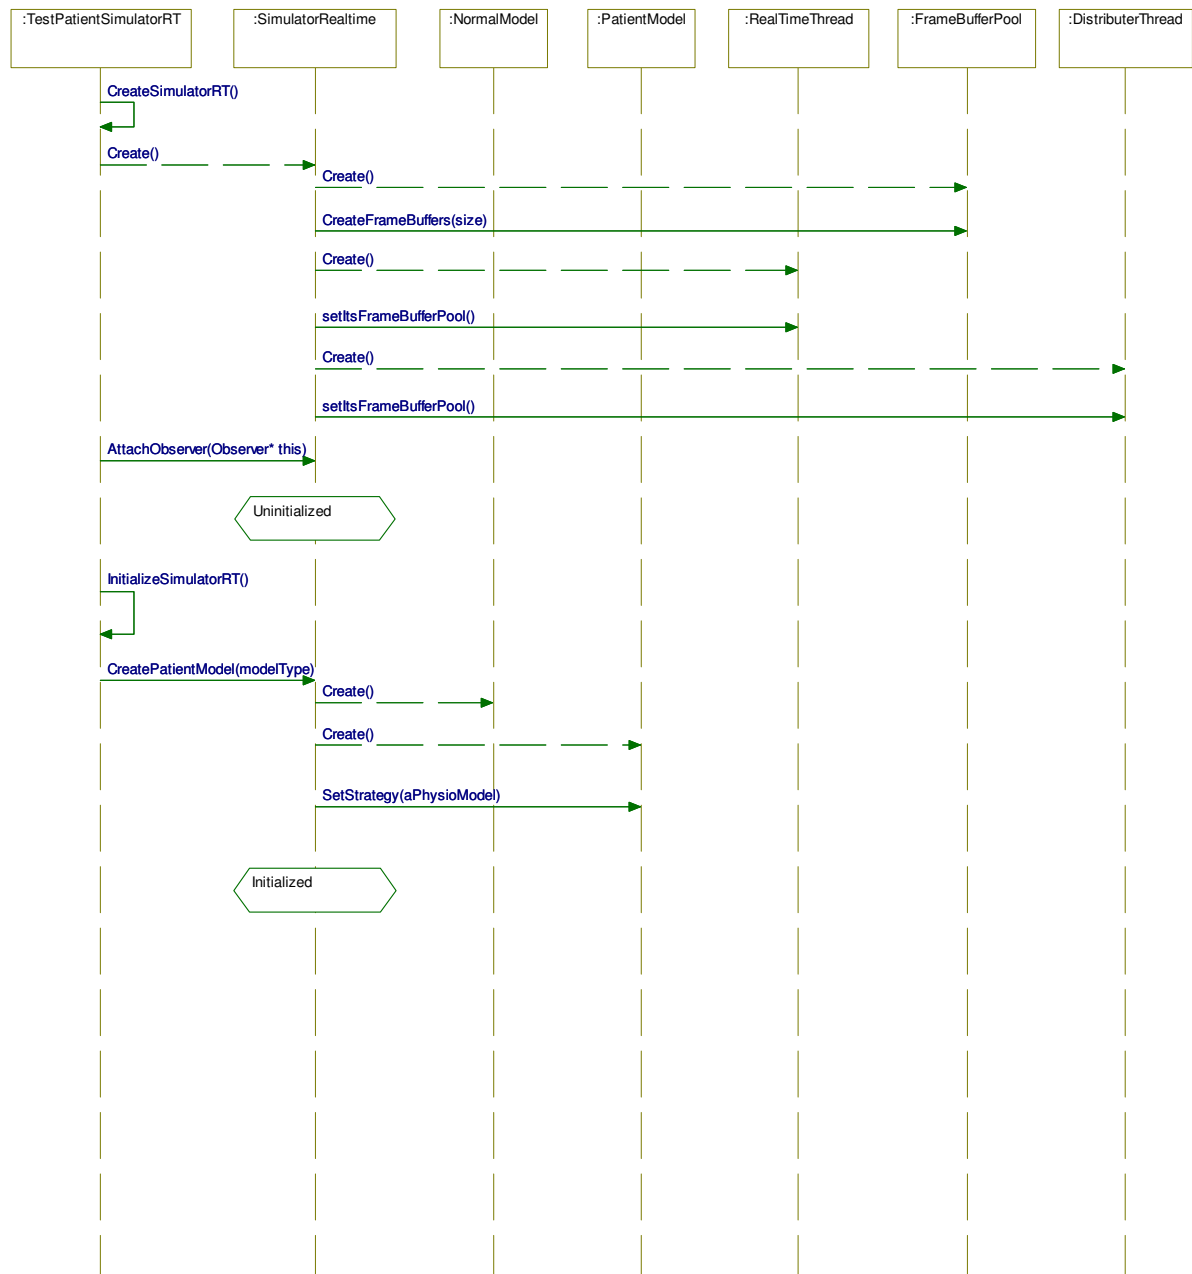 :TestPatientSimulatorRT
:SimulatorRealtime
:NormalModel
:PatientModel
:RealTimeThread
:FrameBufferPool
:DistributerThread
CreateSimulatorRT()
Create()
Create()
CreateFrameBuffers(size)
Create()
setItsFrameBufferPool()
Create()
setItsFrameBufferPool()
AttachObserver(Observer* this)
Uninitialized
InitializeSimulatorRT()
CreatePatientModel(modelType)
Create()
Create()
SetStrategy(aPhysioModel)
Initialized